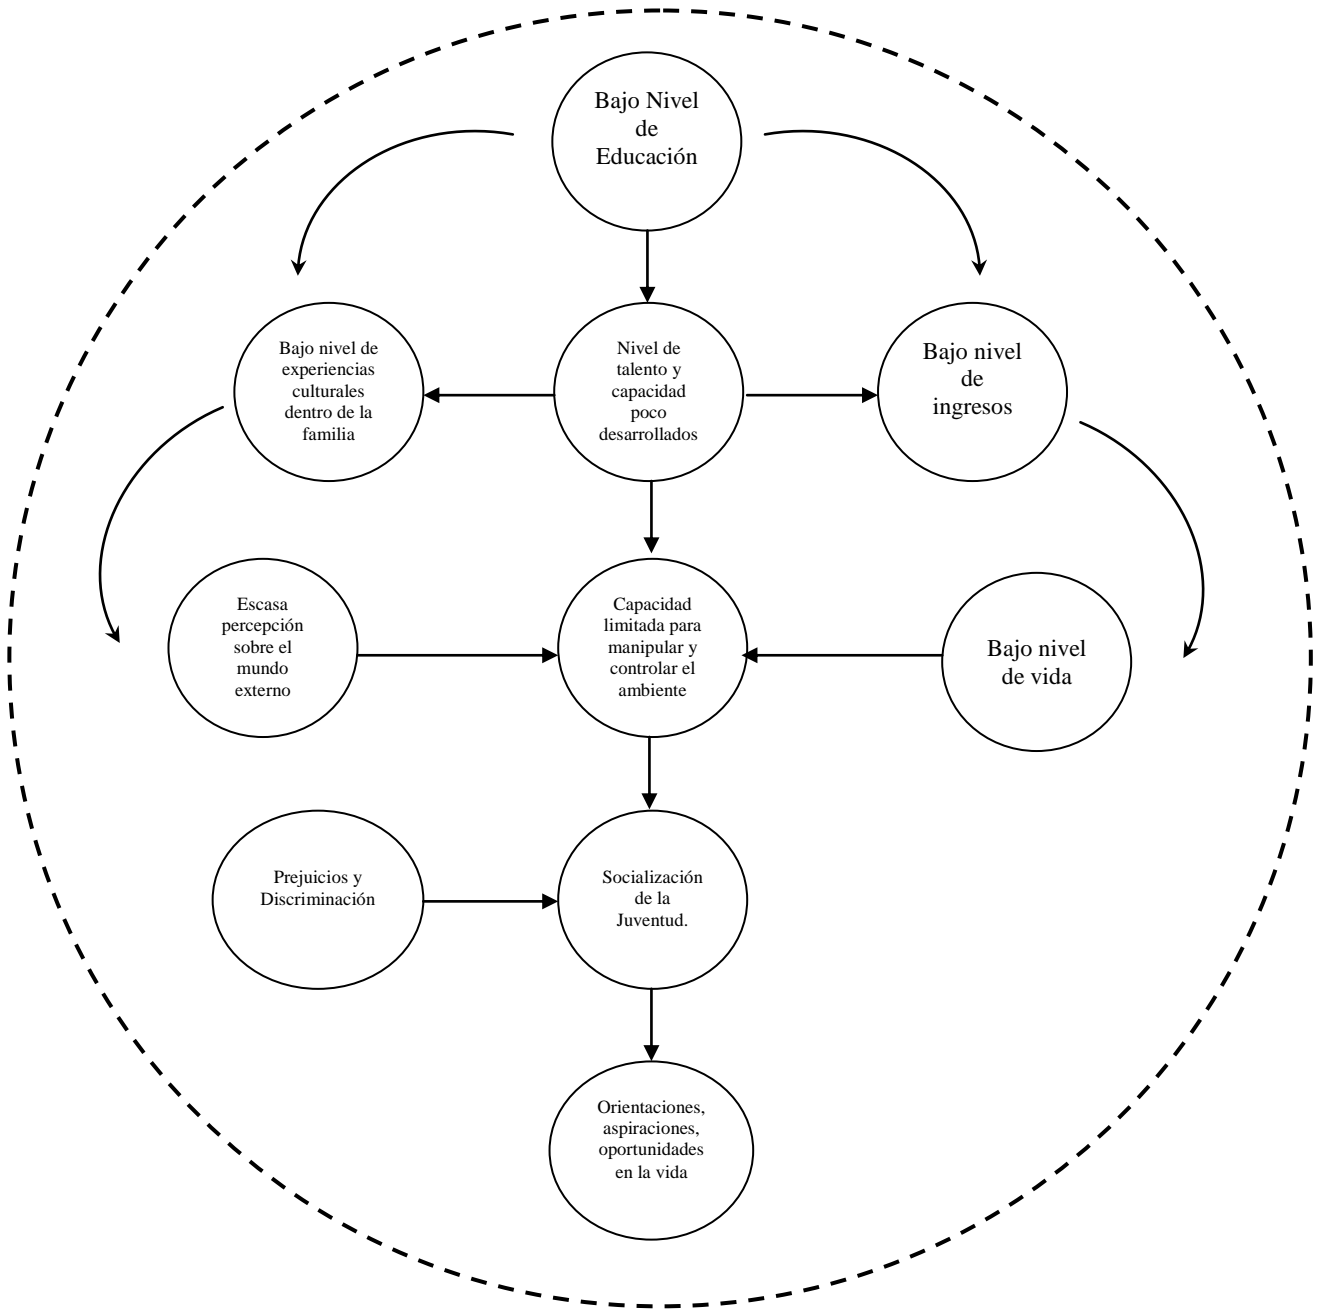 Bajo Nivel
de
Educación
Bajo nivel de
experiencias
culturales
dentro de la
familia
Nivel de
talento y
capacidad
poco
desarrollados
Bajo nivel
de
ingresos
Escasa
percepción
sobre el
mundo
externo
Capacidad
limitada para
manipular y
controlar el
ambiente
Bajo nivel
de vida
Prejuicios y
Discriminación
Socialización
de la
Juventud.
Orientaciones,
aspiraciones,
oportunidades
en la vida